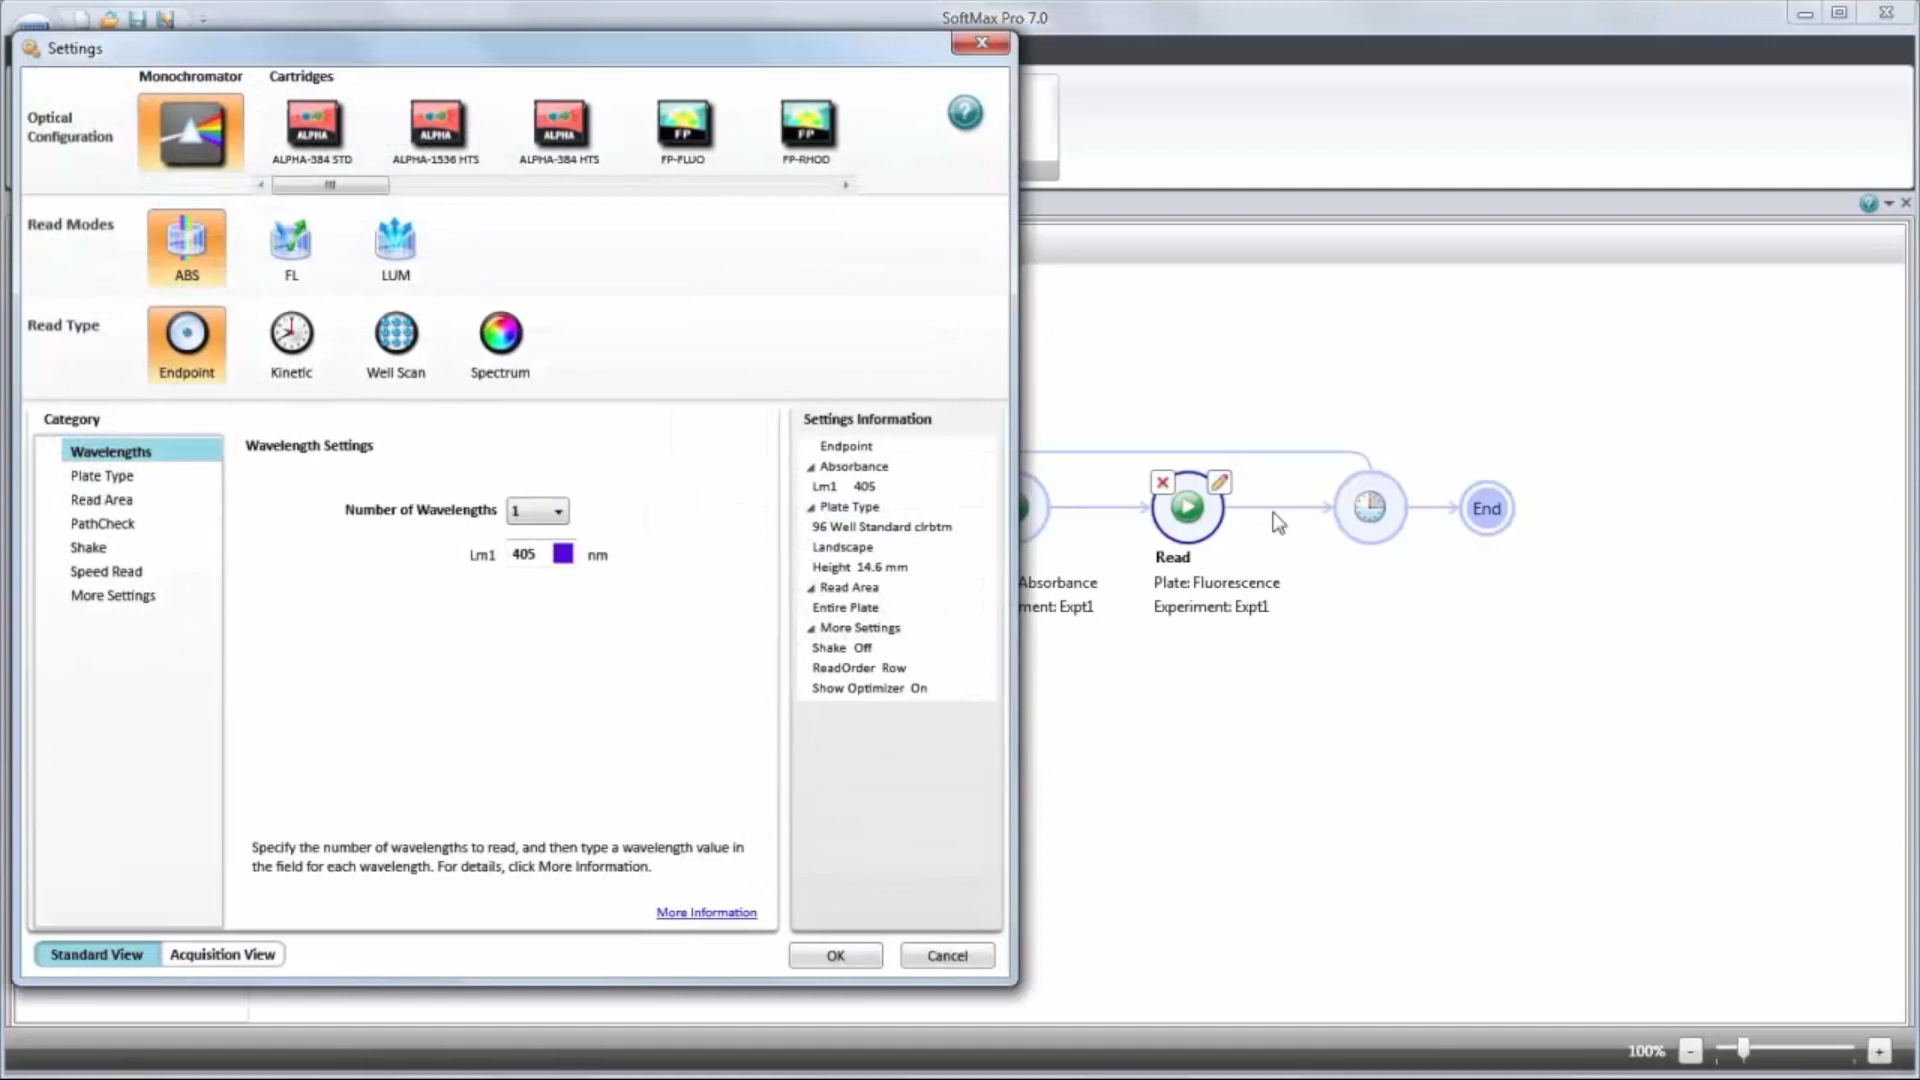 SoftMax Pro 7.0
Settings
Monochromator
Cartridges
Optical
Configuration
ALPHA
ALPHA
ALPHA
FP
FP
ALPHA-384 STD
ALPHA-1536 HTS
ALPHA-384 HTS
FP-FLUO
FP-RHOD
Read Modes
ABS
FL
LUM
Read Type
Endpoint
Kinetic
Well Scan
Spectrum
Category
Wavelengths
Plate Type
Read Area
PathCheck
Shake
Speed Read
More Settings
Wavelength Settings
Number of Wavelengths 1
Lm1 405 nm
Specify the number of wavelengths to read, and then type a wavelength value in
the field for each wavelength. For details, click More Information.
More Information
Settings Information
Endpoint
Absorbance
Lm1 405
Plate Type
96 Well Standard clrbtm
Landscape
Height 14.6 mm
Read Area
Entire Plate
More Settings
Shake Off
ReadOrder Row
Show Optimizer On
Standard View
Acquisition View
OK
Cancel
Absorbance
ment: Expt1
Read
Plate: Fluorescence
Experiment: Expt1
End
100%